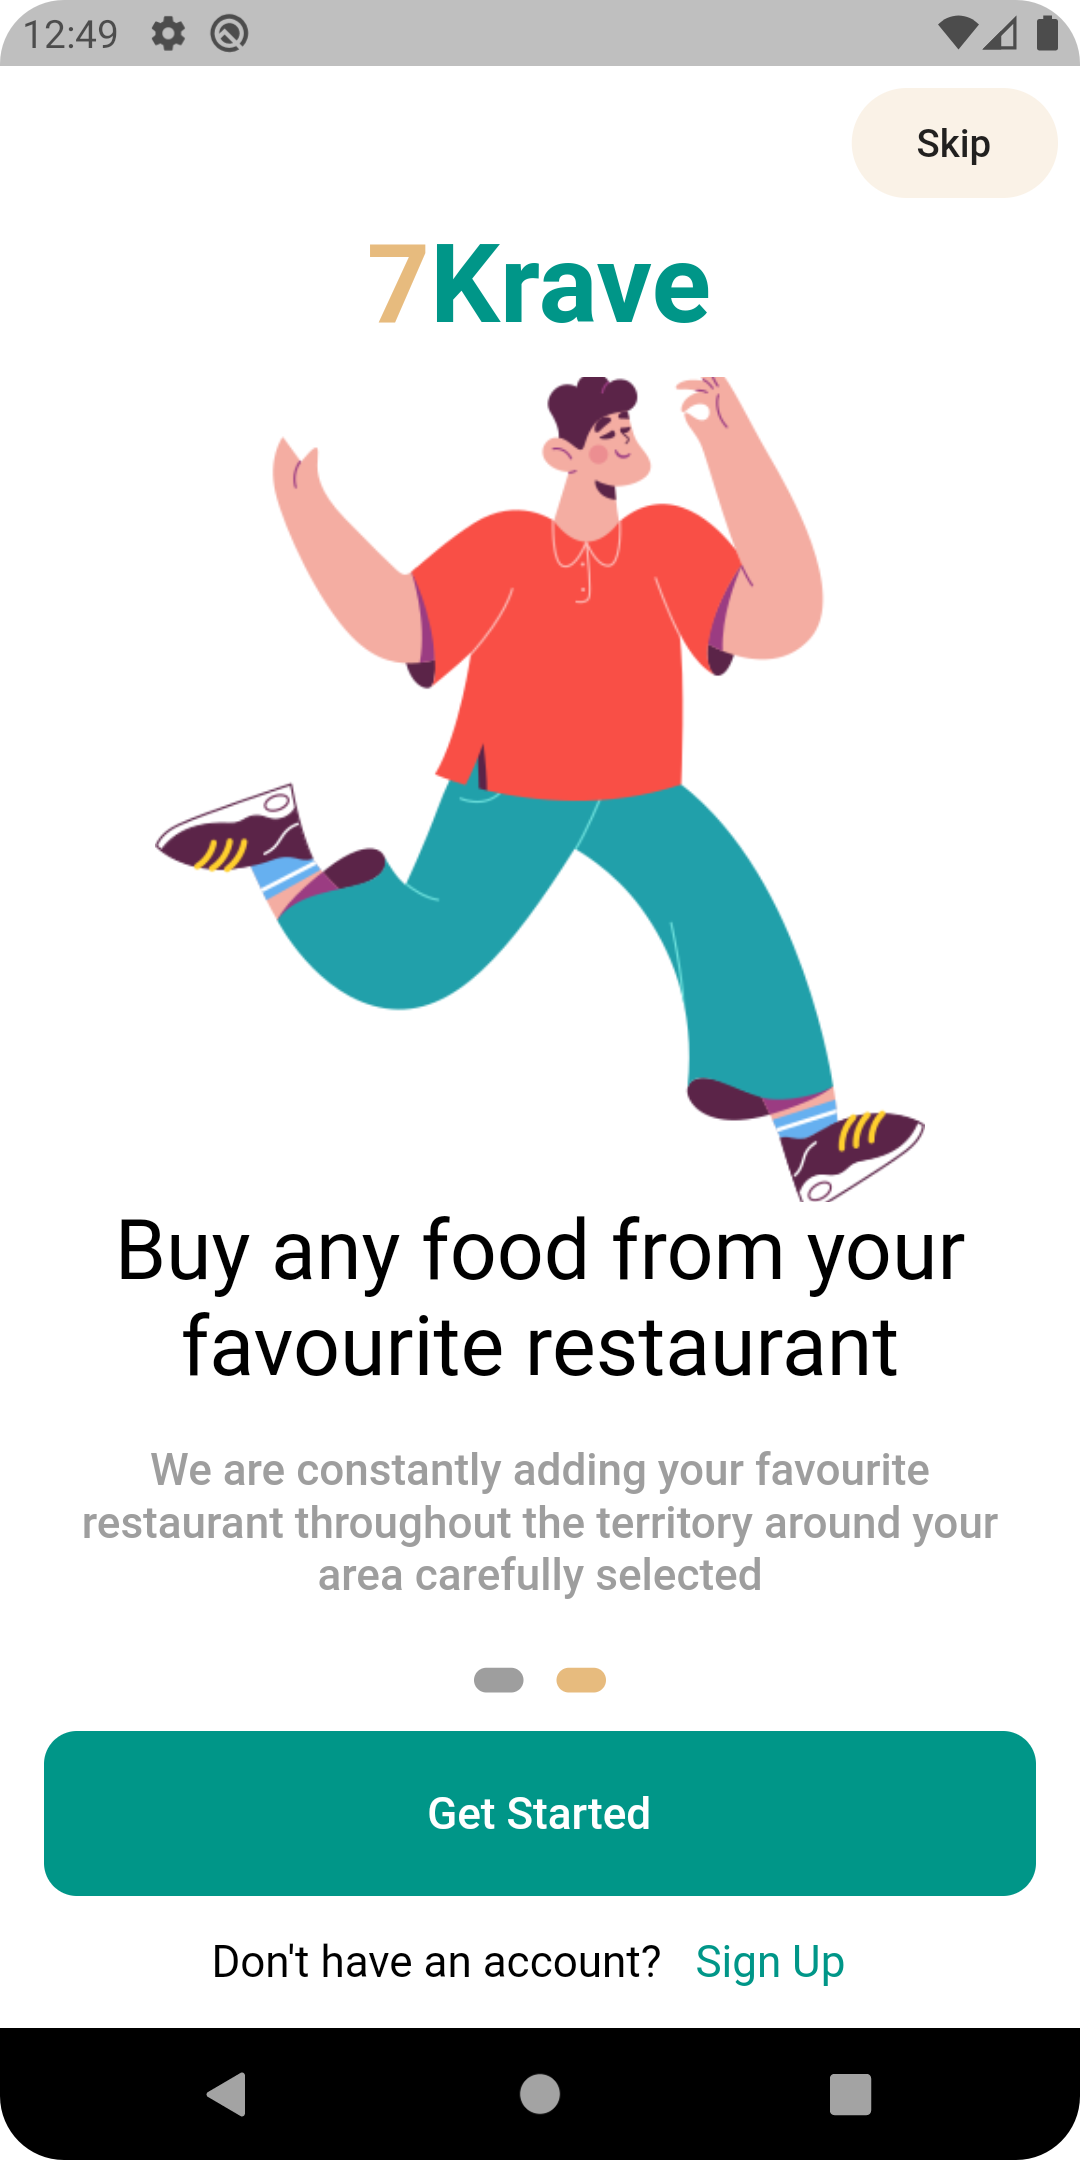 12:49
Skip
7Krave
Buy any food from your
favourite restaurant
We are constantly adding your favourite
restaurant throughout the territory around your
area carefully selected
Get Started
Don't have an account? Sign Up